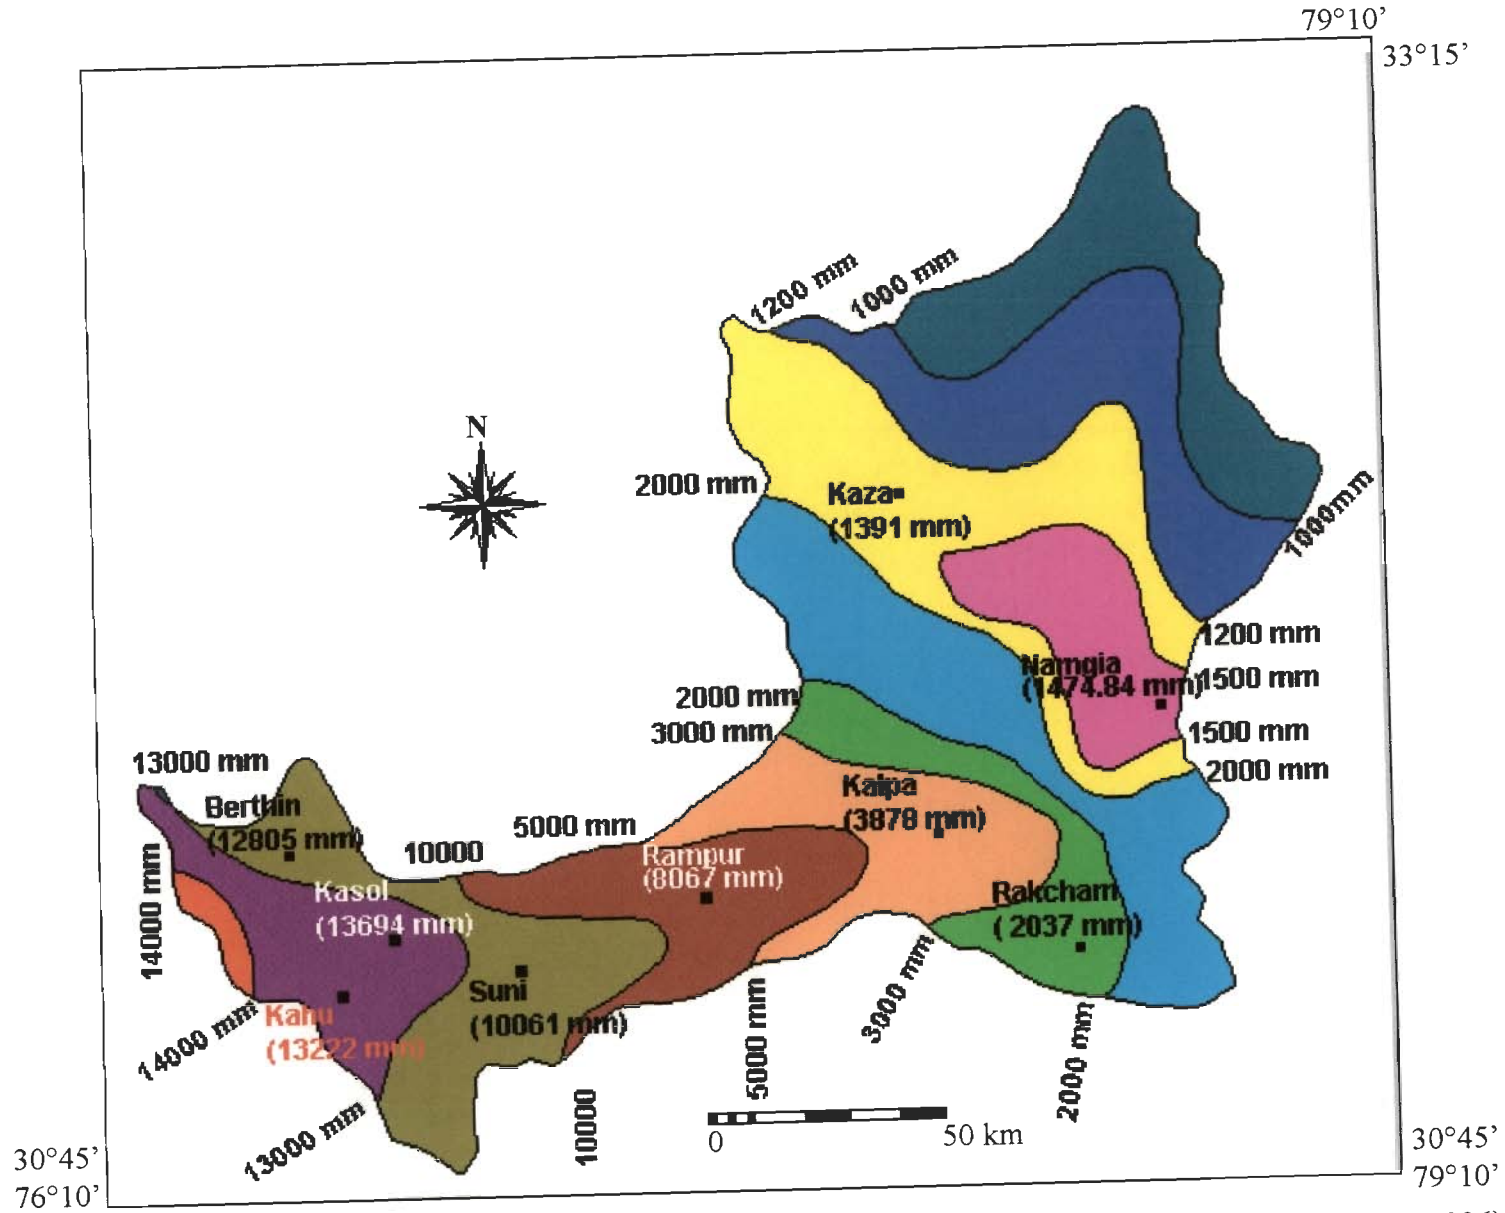 79°10'
33°15'
1200 mm
1000 mm
N
2000 mm
Kaza
(1391 mm)
1000mm
1200 mm
Namgia
(1474.84 mm)
1500 mm
2000 mm
3000 mm
1500 mm
2000 mm
13000 mm
Berthin
(12805 mm)
Kalpa
(3878 mm)
5000 mm
10000
Rampur
(8067 mm)
14000 mm
Kasol
(13694 mm)
Rakcham
( 2037 mm)
Suni
(10061 mm)
Kahu
(13222 mm)
14000 mm
3000 mm
5000 mm
2000 mm
10000
13000 mm
0
50 km
30°45'
76°10'
30°45'
79°10'